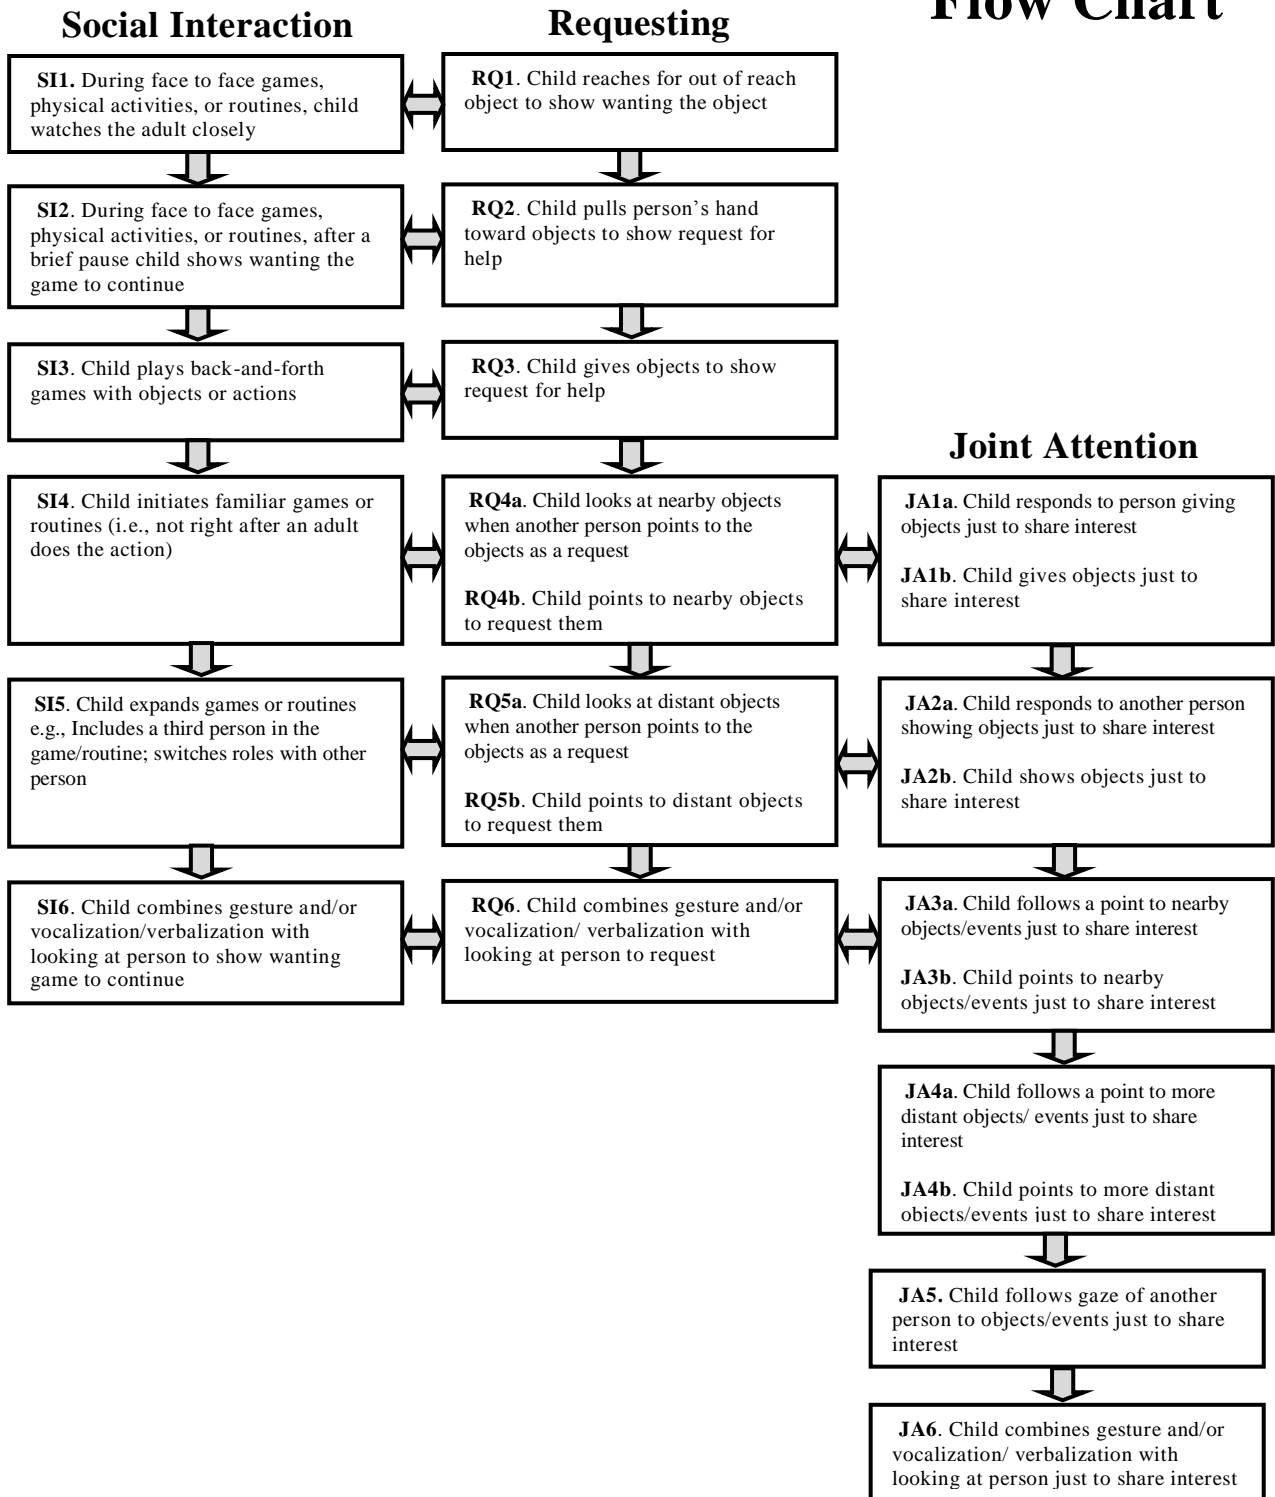 Flow Chart
Social Interaction
Requesting
SI1. During face to face games,
physical activities, or routines, child
watches the adult closely
RQ1. Child reaches for out of reach
object to show wanting the object
SI2. During face to face games,
physical activities, or routines, after a
brief pause child shows wanting the
game to continue
RQ2. Child pulls person’s hand
toward objects to show request for
help
SI3. Child plays back-and-forth
games with objects or actions
RQ3. Child gives objects to show
request for help
Joint Attention
SI4. Child initiates familiar games or
routines (i.e., not right after an adult
does the action)
RQ4a. Child looks at nearby objects
when another person points to the
objects as a request
RQ4b. Child points to nearby objects
to request them
JA1a. Child responds to person giving
objects just to share interest
JA1b. Child gives objects just to
share interest
SI5. Child expands games or routines
e.g., Includes a third person in the
game/routine; switches roles with other
person
RQ5a. Child looks at distant objects
when another person points to the
objects as a request
RQ5b. Child points to distant objects
to request them
JA2a. Child responds to another person
showing objects just to share interest
JA2b. Child shows objects just to
share interest
SI6. Child combines gesture and/or
vocalization/verbalization with
looking at person to show wanting
game to continue
RQ6. Child combines gesture and/or
vocalization/ verbalization with
looking at person to request
JA3a. Child follows a point to nearby
objects/events just to share interest
JA3b. Child points to nearby
objects/events just to share interest
JA4a. Child follows a point to more
distant objects/ events just to share
interest
JA4b. Child points to more distant
objects/events just to share interest
JA5. Child follows gaze of another
person to objects/events just to share
interest
JA6. Child combines gesture and/or
vocalization/ verbalization with
looking at person just to share interest